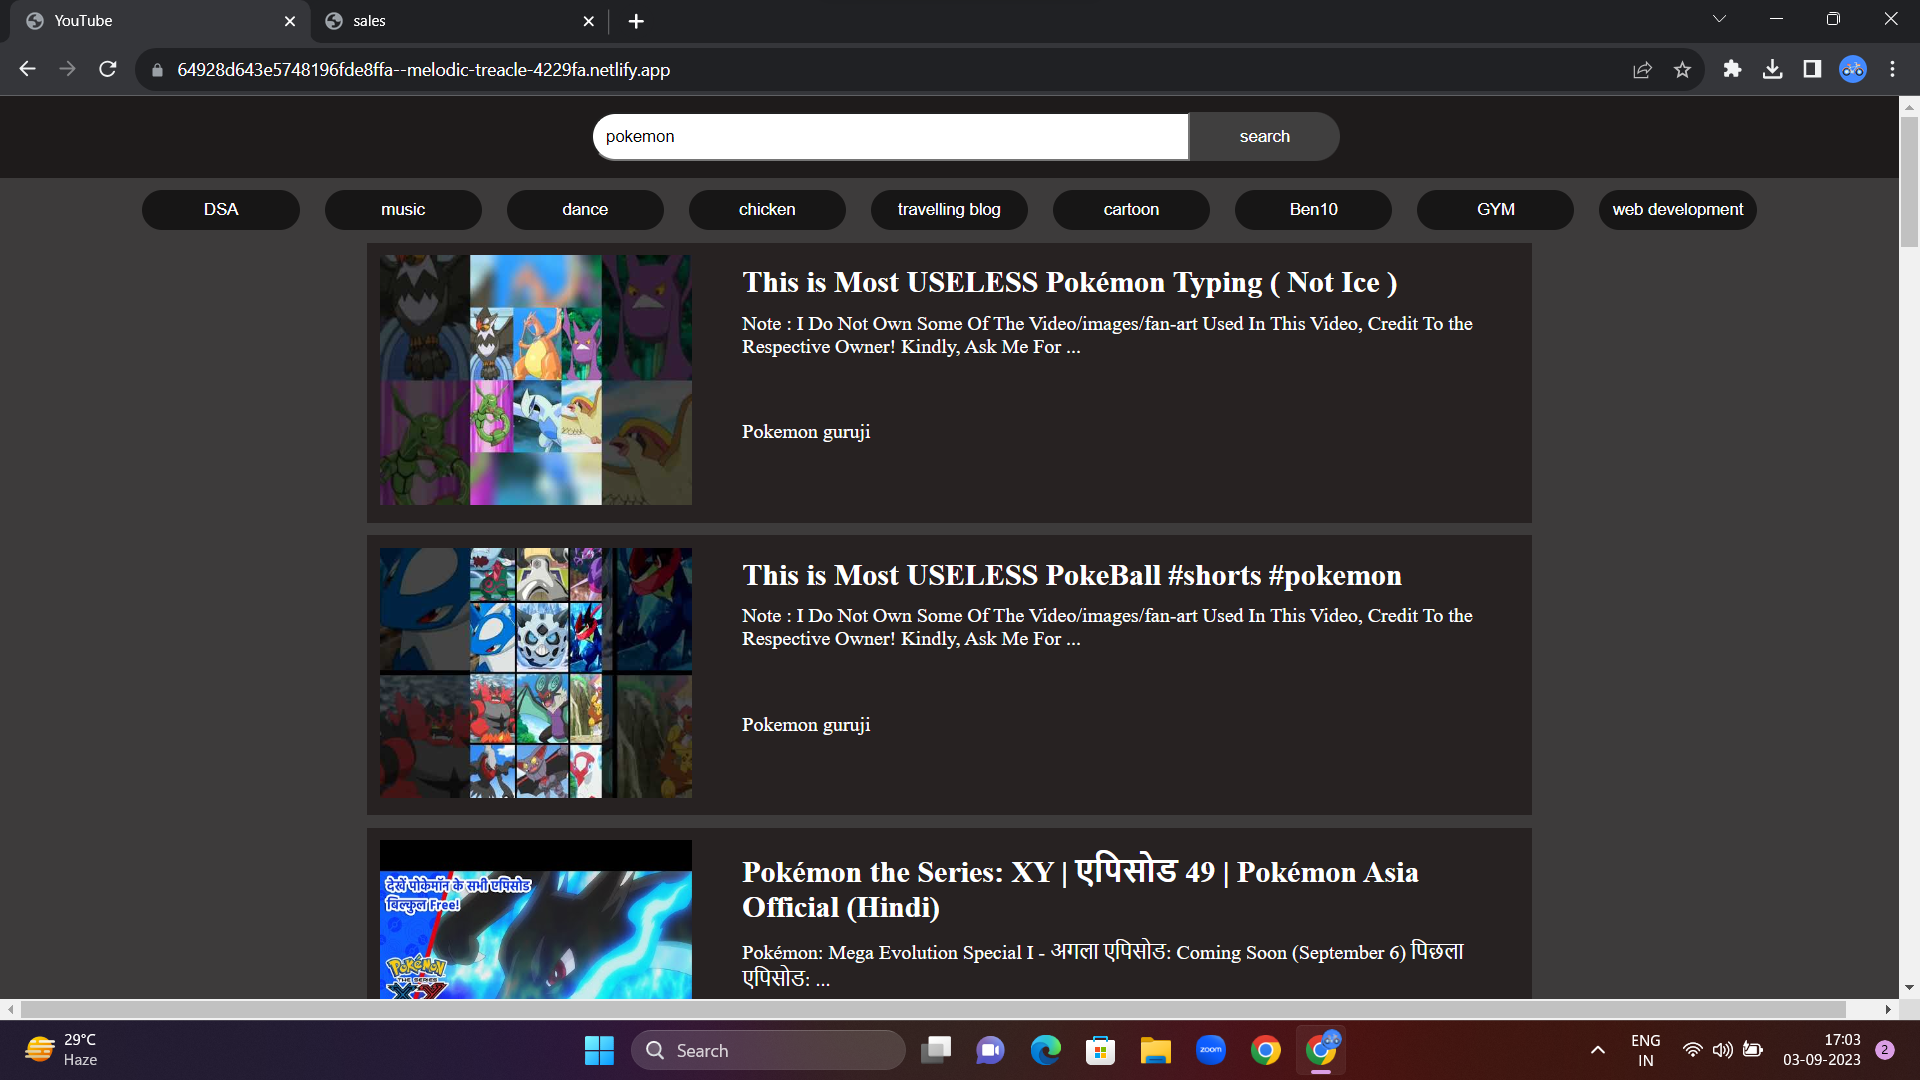 YouTube
sales
64928d643e5748196fde8ffa--melodic-treacle-4229fa.netlify.app
pokemon
search
DSA
music
dance
chicken
travelling blog
cartoon
Ben10
GYM
web development
This is Most USELESS Pokémon Typing ( Not Ice )
Note : I Do Not Own Some Of The Video/images/fan-art Used In This Video, Credit To the
Respective Owner! Kindly, Ask Me For ...
Pokemon guruji
This is Most USELESS PokeBall #shorts #pokemon
Note : I Do Not Own Some Of The Video/images/fan-art Used In This Video, Credit To the
Respective Owner! Kindly, Ask Me For ...
Pokemon guruji
देखें पोकेमॉन के सभी एपिसोड
बिल्कुल Free!
POKéMON
THE SERIES
XY
Pokémon the Series: XY | एपिसोड 49 | Pokémon Asia
Official (Hindi)
Pokémon: Mega Evolution Special I - अगला एपिसोड: Coming Soon (September 6) पिछला
एपिसोड: ...
29°C
Haze
Search
zoom
ENG
IN
17:03
03-09-2023
2